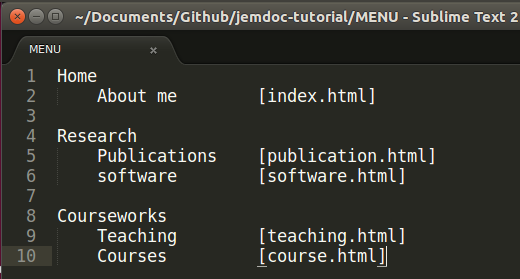 ~/Documents/Github/jemdoc-tutorial/MENU - Sublime Text 2
MENU ×
1 Home
2     About me        [index.html]
3
4 Research
5     Publications    [publication.html]
6     software        [software.html]
7
8 Courseworks
9     Teaching        [teaching.html]
10     Courses         [course.html]